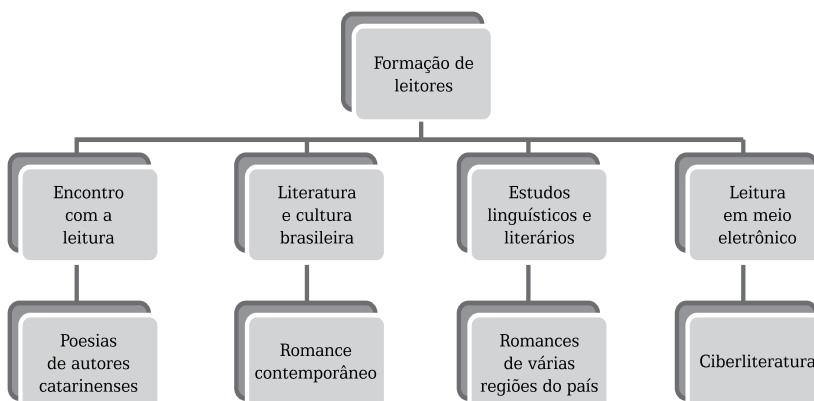 Formação de
leitores
Encontro
com a
leitura
Literatura
e cultura
brasileira
Estudos
linguísticos e
literários
Leitura
em meio
eletrônico
Poesias
de autores
catarinenses
Romance
contemporâneo
Romances
de várias
regiões do país
Ciberliteratura